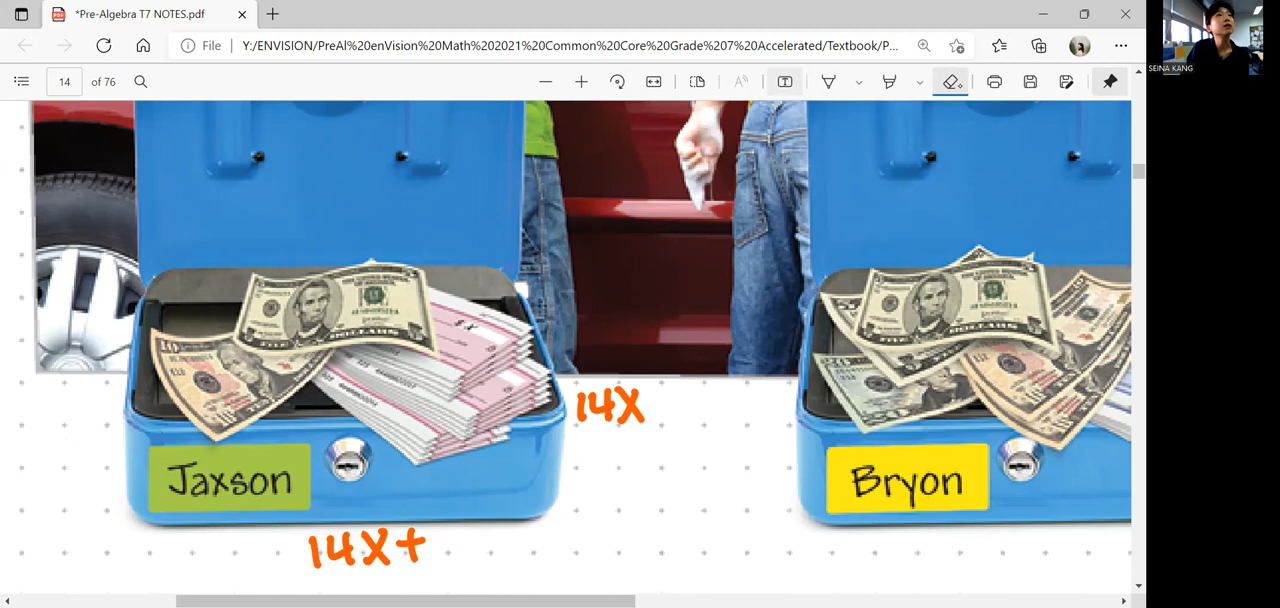 *Pre-Algebra T7 NOTES.pdf
File
Y:/ENVISION/PreAl%20enVision%20Math%202021%20Common%20Core%20Grade%207%20Accelerated/Textbook/P...
14
of 76
SEINA KANG
DOLLARS
14X
Jaxson
Bryon
14X+